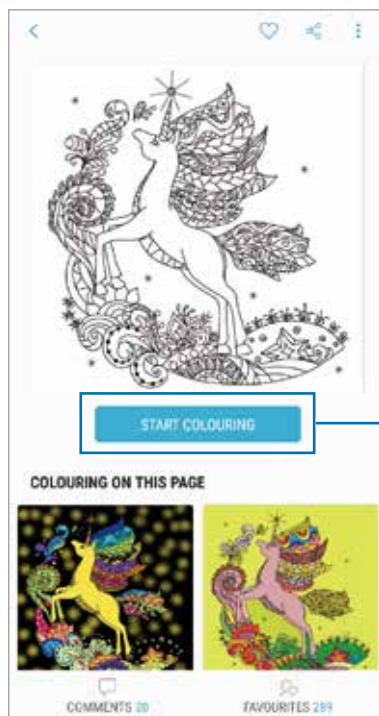 START COLOURING
COLOURING ON THIS PAGE
COMMENTS 20
FAVOURITES 289